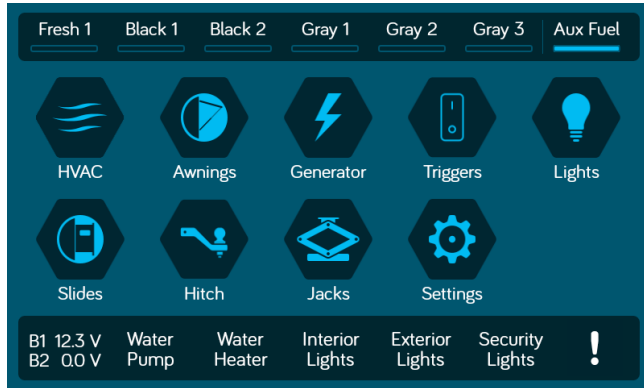 Fresh 1 Black 1 Black 2 Gray 1 Gray 2 Gray 3 Aux Fuel
HVAC Awnings Generator Triggers Lights
Slides Hitch Jacks Settings
B1 12.3 V Water Water Interior Exterior Security !
B2 0.0 V Pump Heater Lights Lights Lights